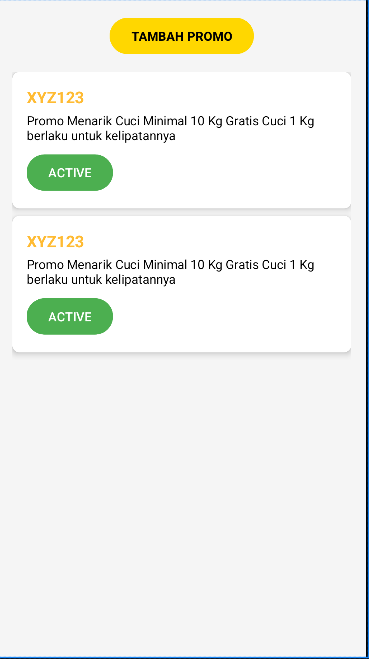 TAMBAH PROMO
XYZ123
Promo Menarik Cuci Minimal 10 Kg Gratis Cuci 1 Kg
berlaku untuk kelipatannya
ACTIVE
XYZ123
Promo Menarik Cuci Minimal 10 Kg Gratis Cuci 1 Kg
berlaku untuk kelipatannya
ACTIVE